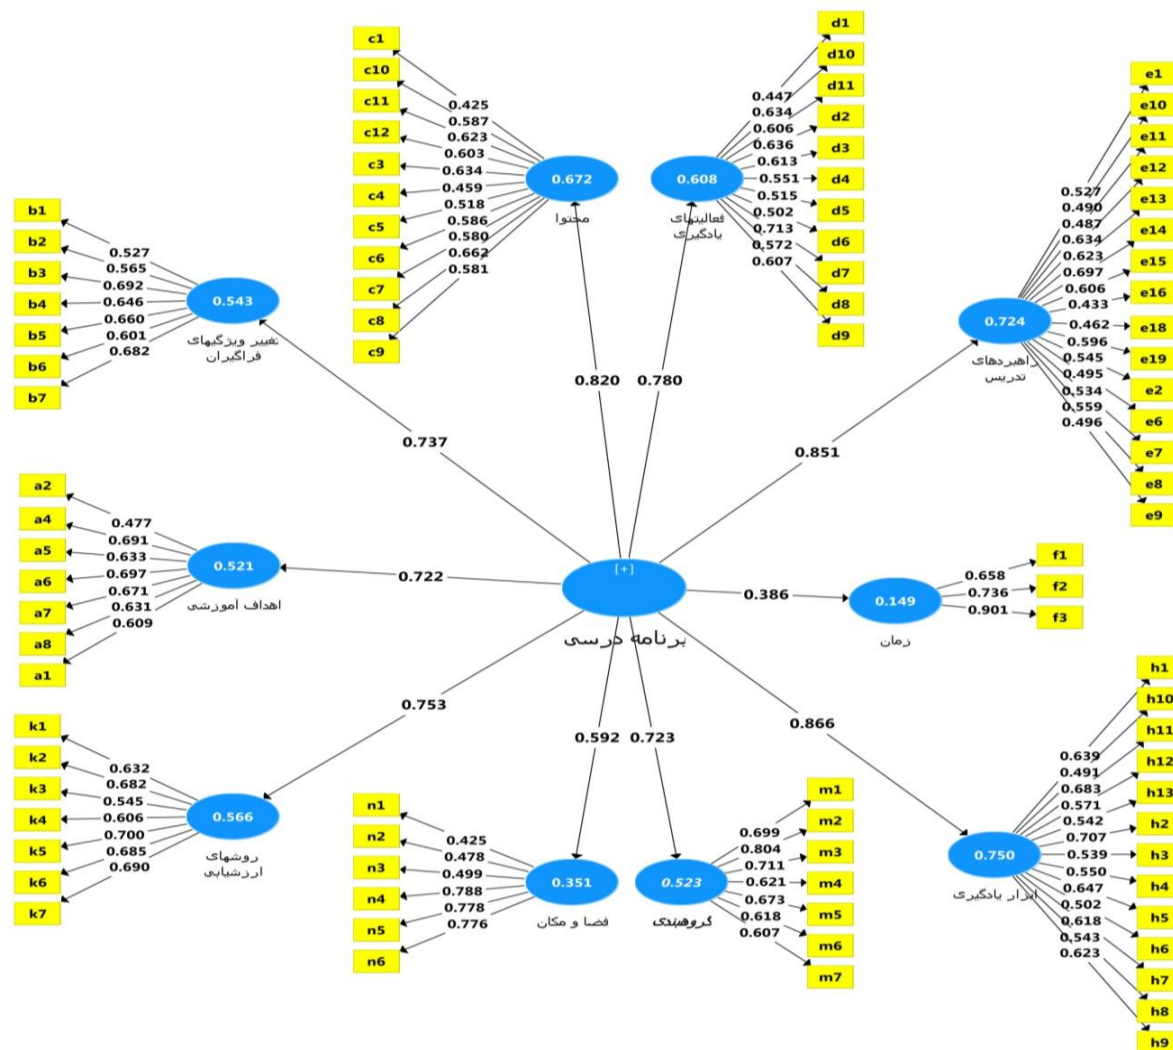 c1
c10
c11
c12
c3
c4
c5
c6
c7
c8
c9
0.425
0.587
0.623
0.603
0.634
0.459
0.518
0.586
0.580
0.662
0.581
0.672
محتوا
d1
d10
d11
d2
d3
d4
d5
d6
d7
d8
d9
0.447
0.634
0.606
0.636
0.613
0.551
0.515
0.502
0.713
0.572
0.607
0.608
فعالیتهای
یادگیری
e1
e10
e11
e12
e13
e14
e15
e16
e18
e19
e2
e6
e7
e8
e9
0.527
0.490
0.487
0.634
0.623
0.697
0.606
0.433
0.462
0.596
0.545
0.495
0.534
0.559
0.496
0.724
راهبردهای
تدریس
b1
b2
b3
b4
b5
b6
b7
0.527
0.565
0.692
0.646
0.660
0.601
0.682
0.543
تغییر ویژگیهای
فراگیران
0.820
0.780
0.737
0.851
a2
a4
a5
a6
a7
a8
a1
0.477
0.691
0.633
0.697
0.671
0.631
0.609
0.521
اهداف آموزشی
0.722
[+]
برنامه درسی
0.386
0.149
زمان
0.658
0.736
0.901
f1
f2
f3
0.753
0.592
0.723
0.866
k1
k2
k3
k4
k5
k6
k7
0.632
0.682
0.545
0.606
0.700
0.685
0.690
0.566
روشهای
ارزشیابی
n1
n2
n3
n4
n5
n6
0.425
0.478
0.499
0.788
0.778
0.776
0.351
فضا و مکان
0.523
گروهبندی
0.699
0.804
0.711
0.621
0.673
0.618
0.607
m1
m2
m3
m4
m5
m6
m7
0.750
ابزار یادگیری
0.639
0.491
0.683
0.571
0.542
0.707
0.539
0.550
0.647
0.502
0.618
0.543
0.623
h1
h10
h11
h12
h13
h2
h3
h4
h5
h6
h7
h8
h9